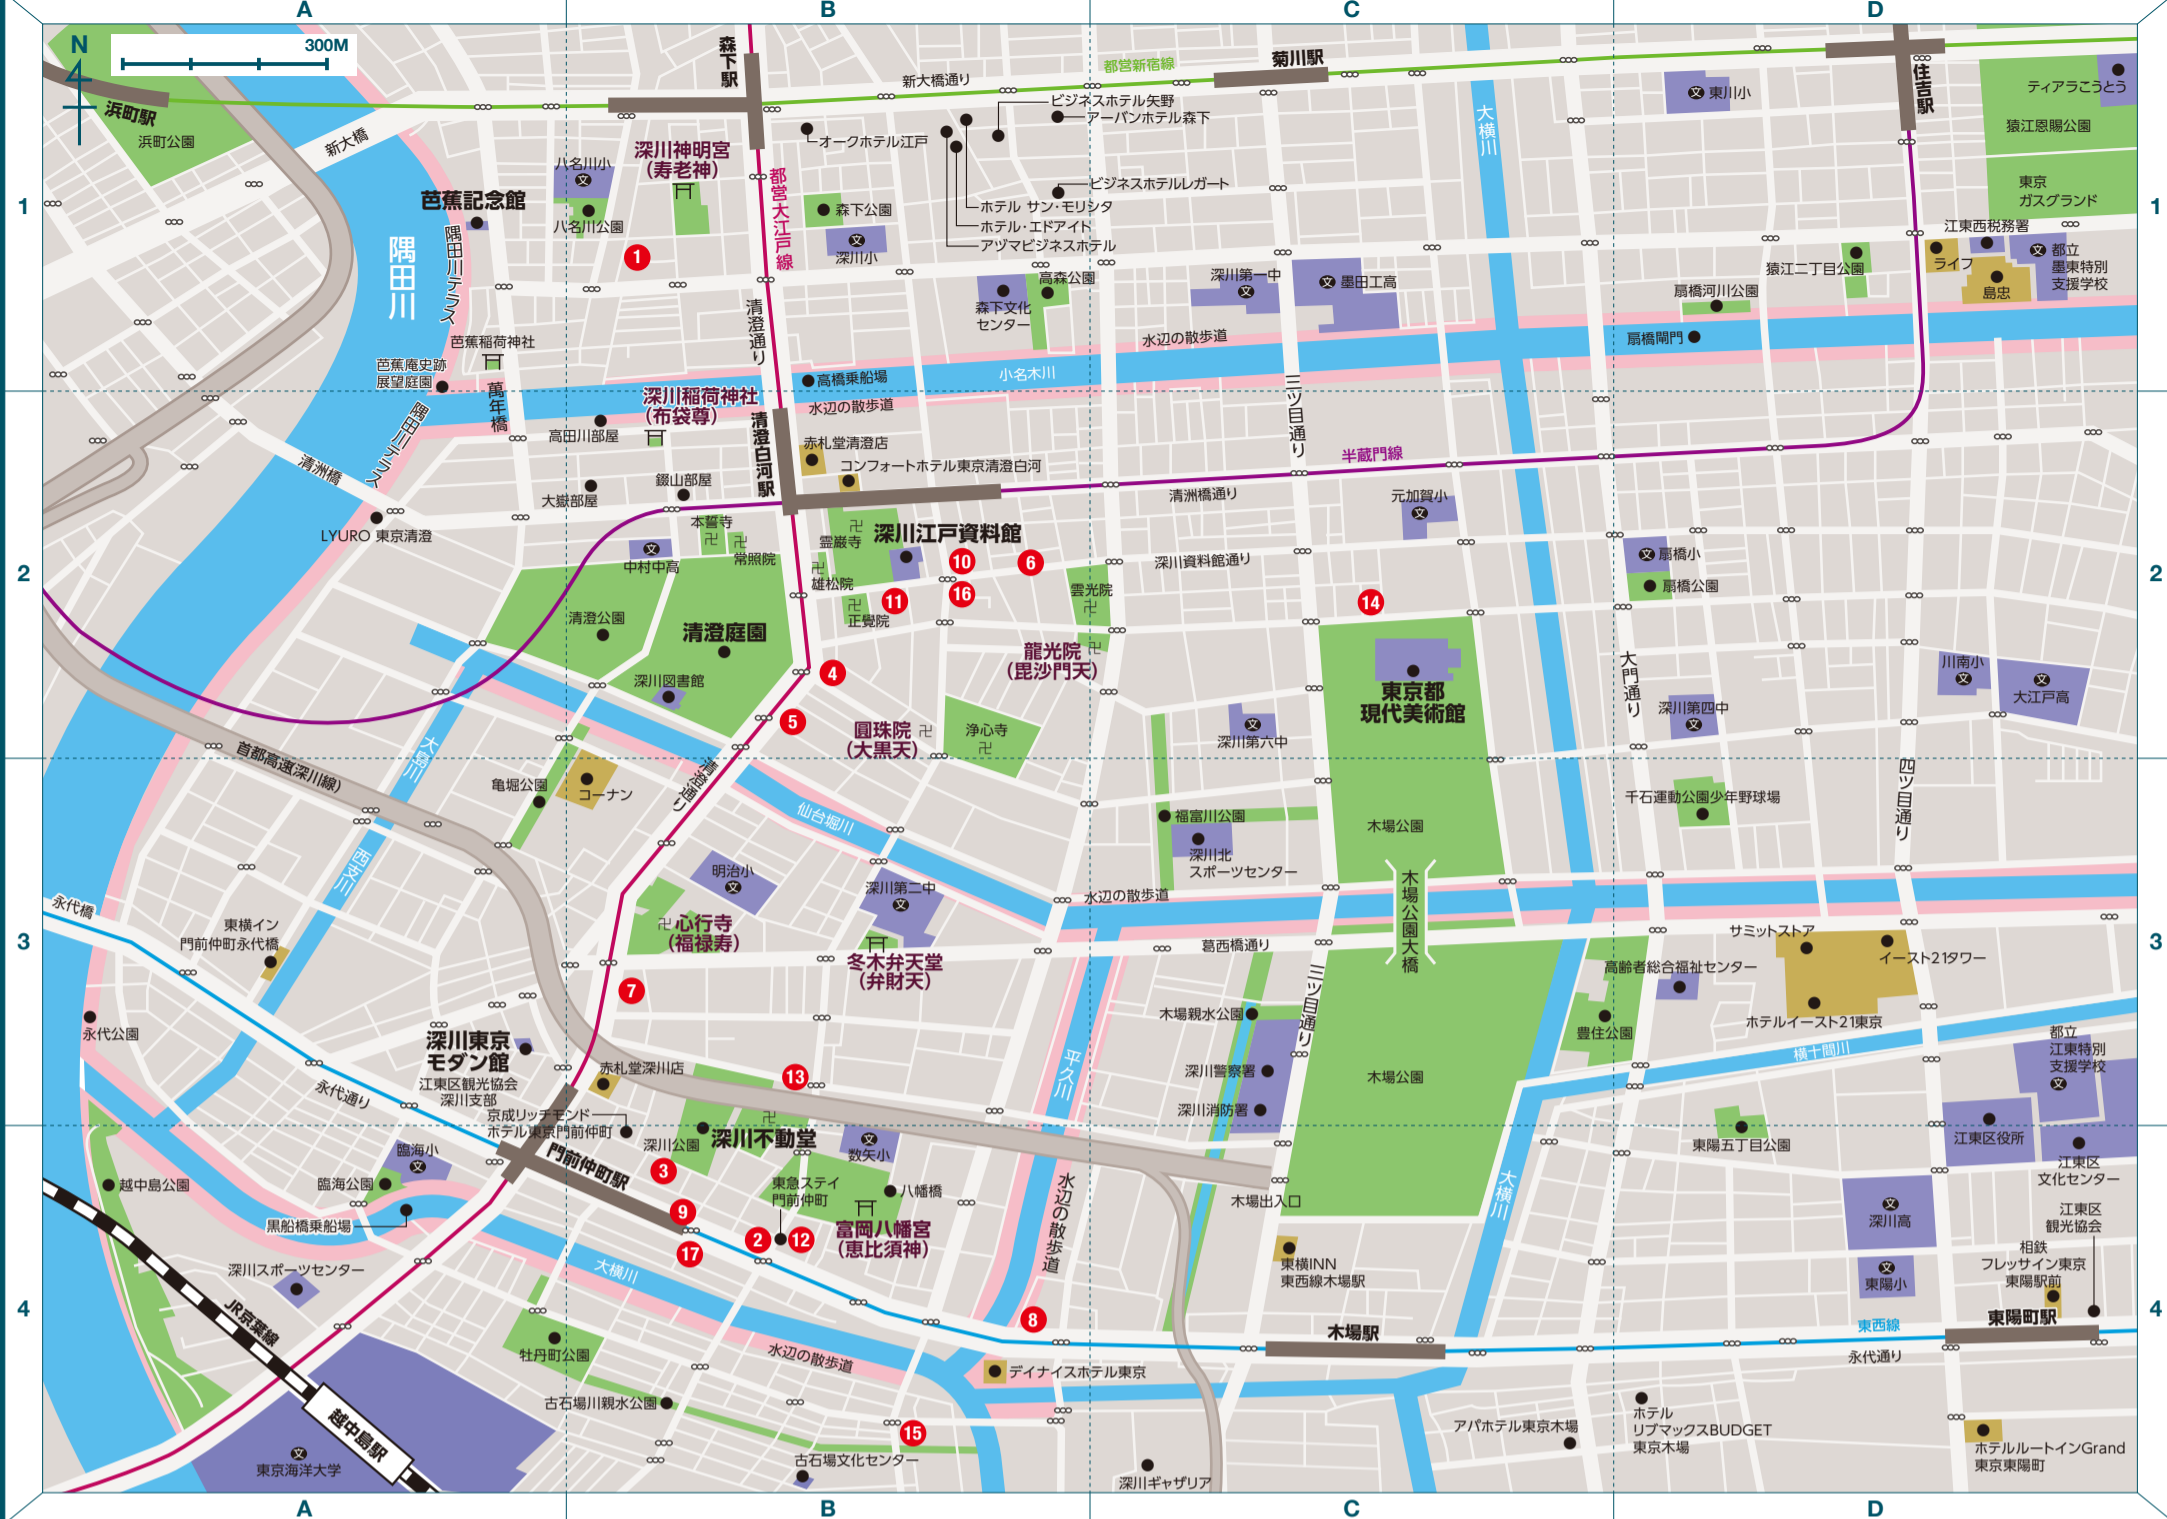 A
B
C
D
N
300M
森下駅
新大橋通り
都営新宿線
菊川駅
住吉駅
ティアラこうとう
東川小
大横川
浜町駅
浜町公園
新大橋
ビジネスホテル矢野
アーバンホテル森下
オークホテル江戸
猿江恩賜公園
深川神明宮
(寿老神)
八名川小
芭蕉記念館
八名川公園
都営大江戸線
森下公園
深川小
ビジネスホテルレガート
ホテル サン・モリシタ
ホテル・エドアイト
アヅマビジネスホテル
東京
ガスグランド
1
1
隅田川
隅田川テラス
1
江東西税務署
ライフ
都立
墨東特別
支援学校
島忠
猿江二丁目公園
扇橋河川公園
扇橋閘門
高森公園
森下文化
センター
深川第一中
墨田工高
清澄通り
水辺の散歩道
芭蕉稲荷神社
芭蕉庵史跡
展望庭園
萬年橋
高橋乗船場
小名木川
深川稲荷神社
(布袋尊)
水辺の散歩道
三ツ目通り
隅田川テラス
高田川部屋
清澄白河駅
赤札堂清澄店
コンフォートホテル東京清澄白河
半蔵門線
清洲橋
大嶽部屋
錣山部屋
清洲橋通り
元加賀小
LYURO 東京清澄
本誓寺
中村中高
常照院
霊巌寺
深川江戸資料館
雄松院
10
6
深川資料館通り
扇橋小
扇橋公園
2
2
11
16
正覺院
雲光院
14
清澄公園
清澄庭園
龍光院
(毘沙門天)
4
深川図書館
東京都
現代美術館
大門通り
川南小
大江戸高
5
圓珠院
(大黒天)
浄心寺
深川第六中
深川第四中
首都高速深川線)
大島川
亀堀公園
コーナン
清澄通り
仙台堀川
福富川公園
木場公園
千石運動公園少年野球場
四ツ目通り
深川北
スポーツセンター
西支川
明治小
深川第二中
水辺の散歩道
木場公園大橋
永代橋
東横イン
門前仲町永代橋
心行寺
(福禄寿)
冬木弁天堂
(弁財天)
葛西橋通り
3
3
サミットストア
イースト21タワー
高齢者総合福祉センター
7
三ツ目通り
永代公園
木場親水公園
豊住公園
ホテルイースト21東京
深川東京
モダン館
江東区観光協会
深川支部
赤札堂深川店
13
平久川
深川警察署
木場公園
横十間川
都立
江東特別
支援学校
永代通り
京成リッチモンド
ホテル東京門前仲町
深川消防署
深川公園
深川不動堂
数矢小
東陽五丁目公園
江東区役所
江東区
文化センター
臨海小
臨海公園
越中島公園
門前仲町駅
3
東急ステイ
門前仲町
八幡橋
木場出入口
大横川
深川高
江東区
観光協会
黒船橋乗船場
9
17
2
12
富岡八幡宮
(恵比須神)
水辺の散歩道
東横INN
東西線木場駅
相鉄
フレッサイン東京
東陽駅前
深川スポーツセンター
大横川
東陽小
4
4
JR京葉線
8
木場駅
東西線
東陽町駅
牡丹町公園
水辺の散歩道
永代通り
デイナイスホテル東京
古石場川親水公園
越中島駅
15
アパホテル東京木場
ホテル
リブマックスBUDGET
東京木場
ホテルルートインGrand
東京東陽町
東京海洋大学
古石場文化センター
深川ギャザリア
A
B
C
D